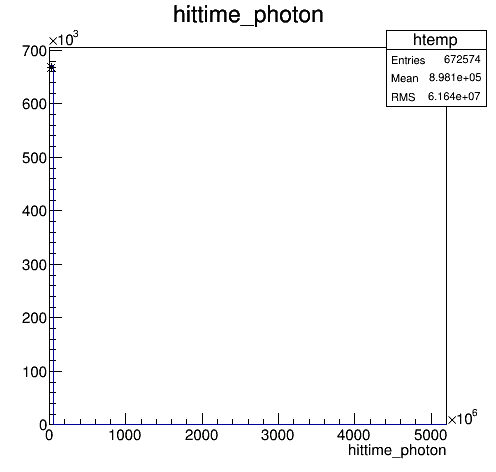 hittime_photon
×10³
htemp
Entries 672574
Mean 8.981e+05
RMS 6.164e+07
700
600
500
400
300
200
100
0
0 1000 2000 3000 4000 5000
×10⁶
hittime_photon